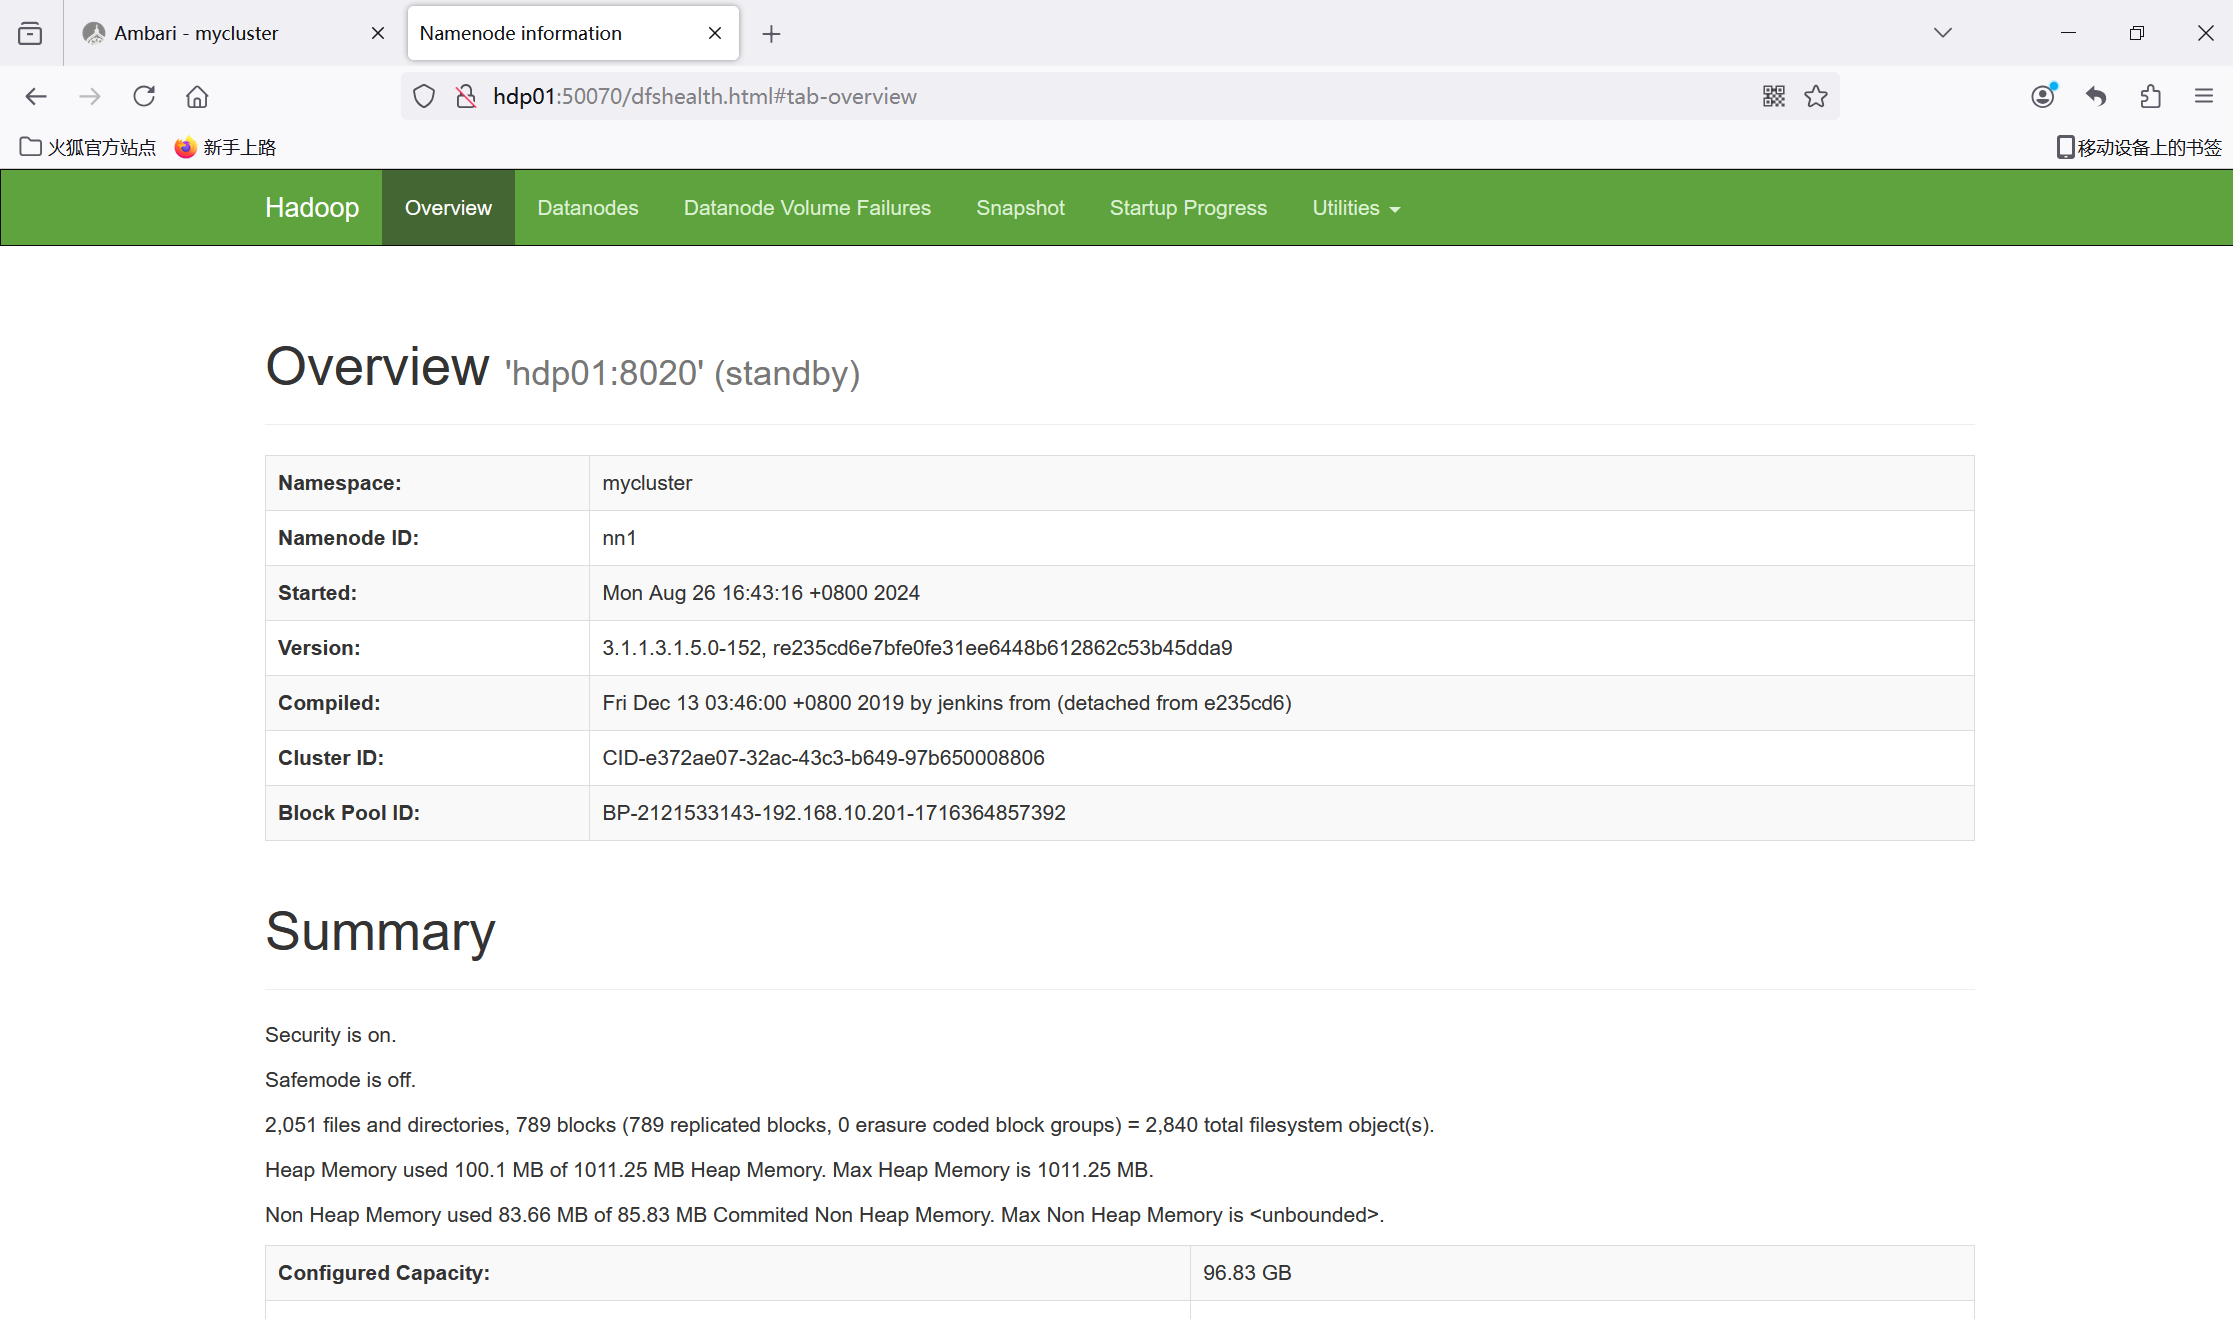 Ambari - mycluster
Namenode information
hdp01:50070/dfshealth.html#tab-overview
火狐官方站点
新手上路
移动设备上的书签
Hadoop
Overview
Datanodes
Datanode Volume Failures
Snapshot
Startup Progress
Utilities
Overview 'hdp01:8020' (standby)
Namespace: mycluster
Namenode ID: nn1
Started: Mon Aug 26 16:43:16 +0800 2024
Version: 3.1.1.3.1.5.0-152, re235cd6e7bfe0fe31ee6448b612862c53b45dda9
Compiled: Fri Dec 13 03:46:00 +0800 2019 by jenkins from (detached from e235cd6)
Cluster ID: CID-e372ae07-32ac-43c3-b649-97b650008806
Block Pool ID: BP-2121533143-192.168.10.201-1716364857392
Summary
Security is on.
Safemode is off.
2,051 files and directories, 789 blocks (789 replicated blocks, 0 erasure coded block groups) = 2,840 total filesystem object(s).
Heap Memory used 100.1 MB of 1011.25 MB Heap Memory. Max Heap Memory is 1011.25 MB.
Non Heap Memory used 83.66 MB of 85.83 MB Commited Non Heap Memory. Max Non Heap Memory is <unbounded>.
Configured Capacity: 96.83 GB